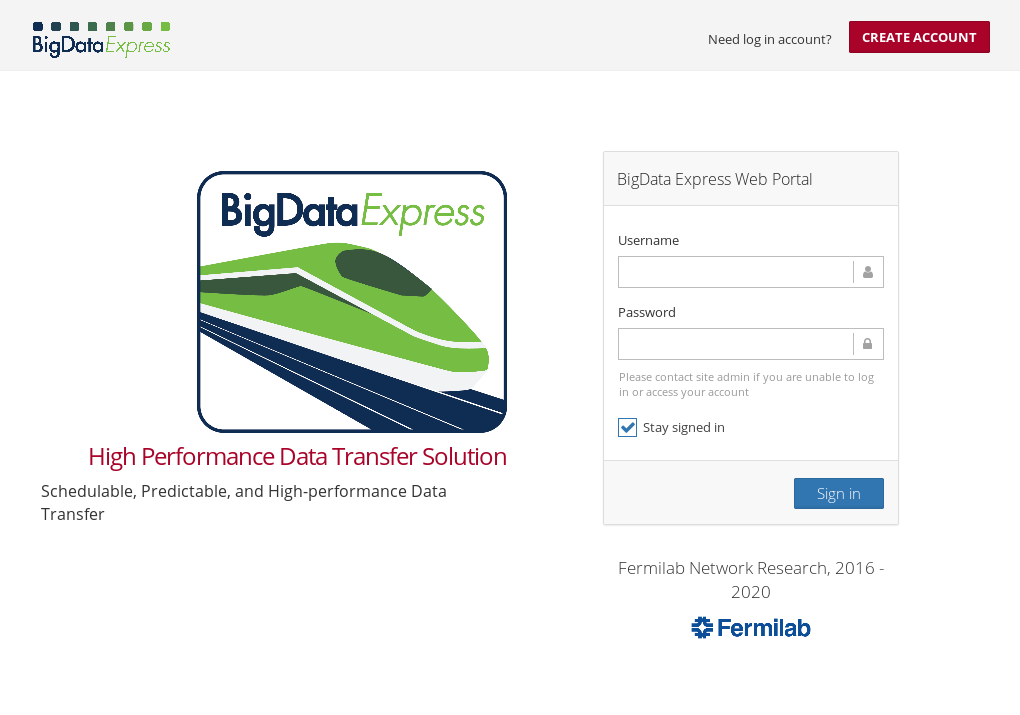 BigDataExpress
Need log in account?
CREATE ACCOUNT
BigDataExpress
High Performance Data Transfer Solution
Schedulable, Predictable, and High-performance Data
Transfer
BigData Express Web Portal
Username
Password
Please contact site admin if you are unable to log
in or access your account
Stay signed in
Sign in
Fermilab Network Research, 2016 -
2020
Fermilab